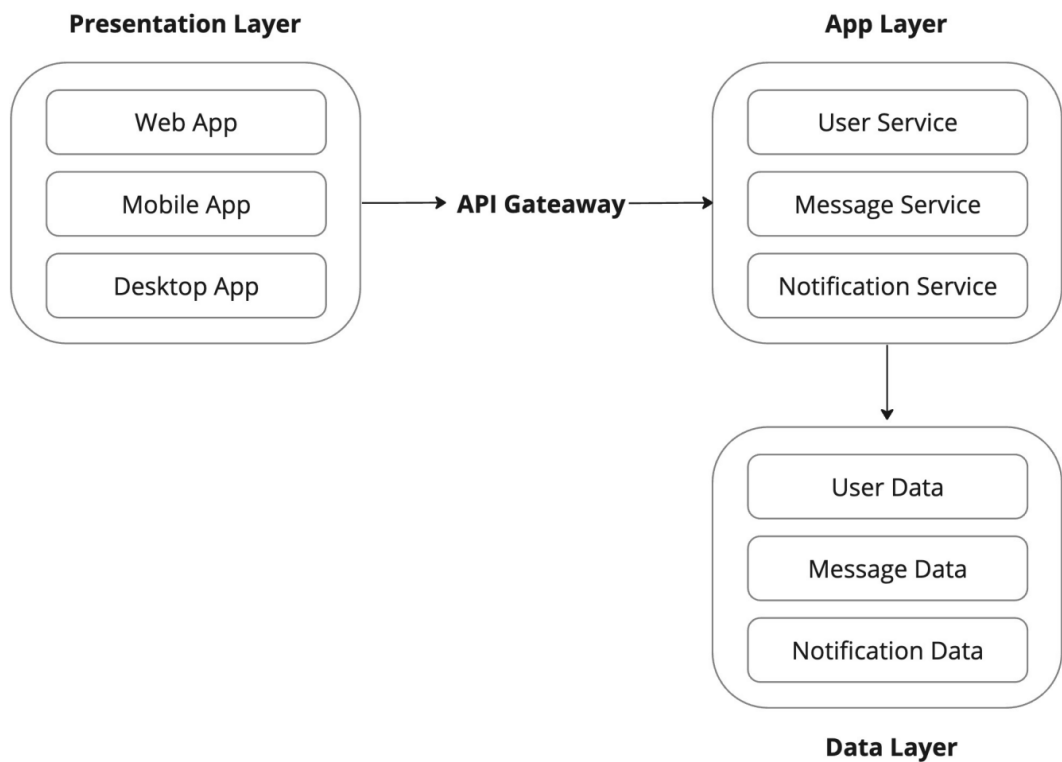 Presentation Layer
Web App
Mobile App
Desktop App
API Gateaway
App Layer
User Service
Message Service
Notification Service
User Data
Message Data
Notification Data
Data Layer